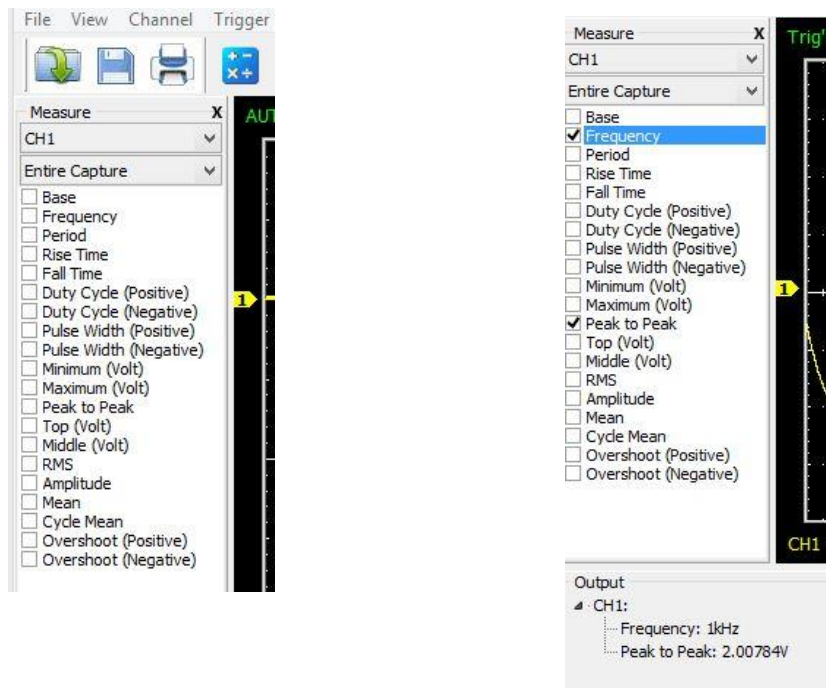 File View Channel Trigger
Measure X
CH1
Entire Capture
Base
Frequency
Period
Rise Time
Fall Time
Duty Cycle (Positive)
Duty Cycle (Negative)
Pulse Width (Positive)
Pulse Width (Negative)
Minimum (Volt)
Maximum (Volt)
Peak to Peak
Top (Volt)
Middle (Volt)
RMS
Amplitude
Mean
Cycle Mean
Overshoot (Positive)
Overshoot (Negative)
1
Measure X
CH1
Entire Capture
Base
Frequency
Period
Rise Time
Fall Time
Duty Cycle (Positive)
Duty Cycle (Negative)
Pulse Width (Positive)
Pulse Width (Negative)
Minimum (Volt)
Maximum (Volt)
Peak to Peak
Top (Volt)
Middle (Volt)
RMS
Amplitude
Mean
Cycle Mean
Overshoot (Positive)
Overshoot (Negative)
Trig'
1
CH1
Output
CH1:
Frequency: 1kHz
Peak to Peak: 2.00784V